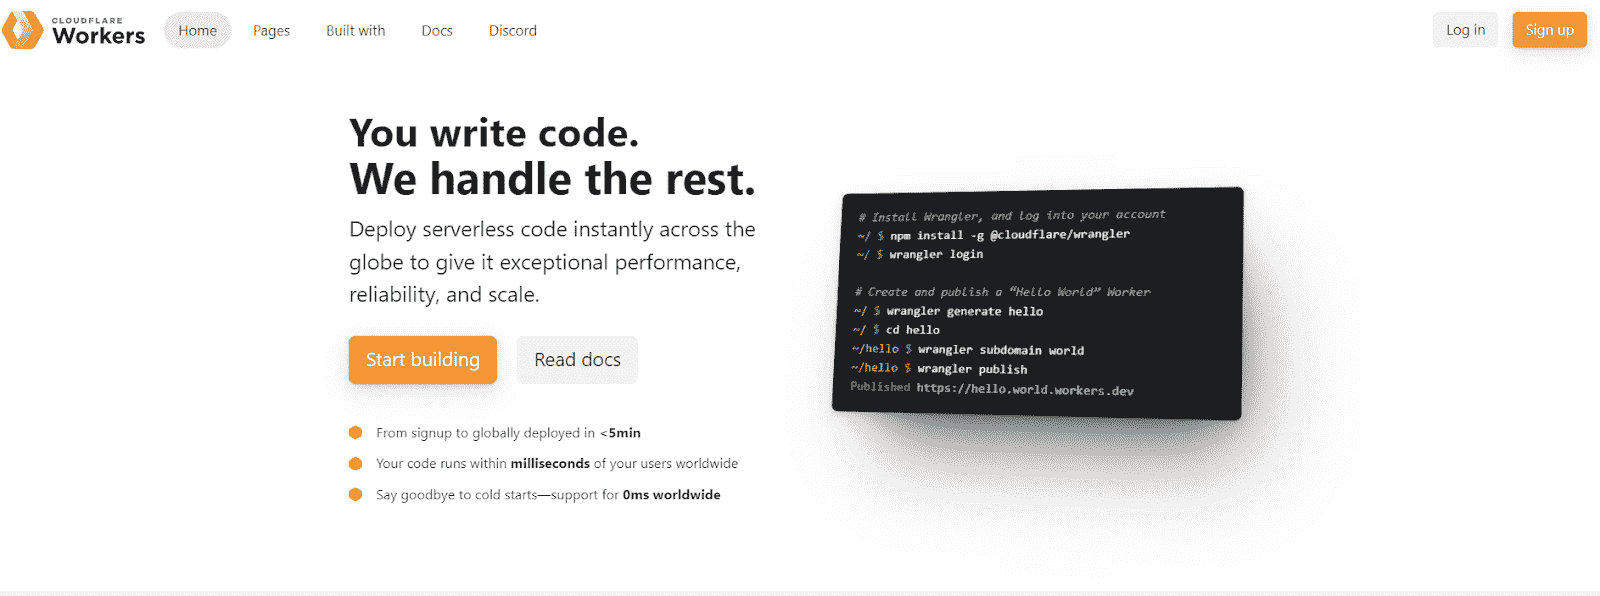 CLOUDFLARE
Workers
Home
Pages
Built with
Docs
Discord
Log in
Sign up
You write code.
We handle the rest.
Deploy serverless code instantly across the
globe to give it exceptional performance,
reliability, and scale.
Start building
Read docs
From signup to globally deployed in <5min
Your code runs within milliseconds of your users worldwide
Say goodbye to cold starts—support for 0ms worldwide
# Install Wrangler, and log into your account
~/ $ npm install -g @cloudflare/wrangler
~/ $ wrangler login
# Create and publish a “Hello World” Worker
~/ $ wrangler generate hello
~/ $ cd hello
~/hello $ wrangler subdomain world
~/hello $ wrangler publish
Published https://hello.world.workers.dev